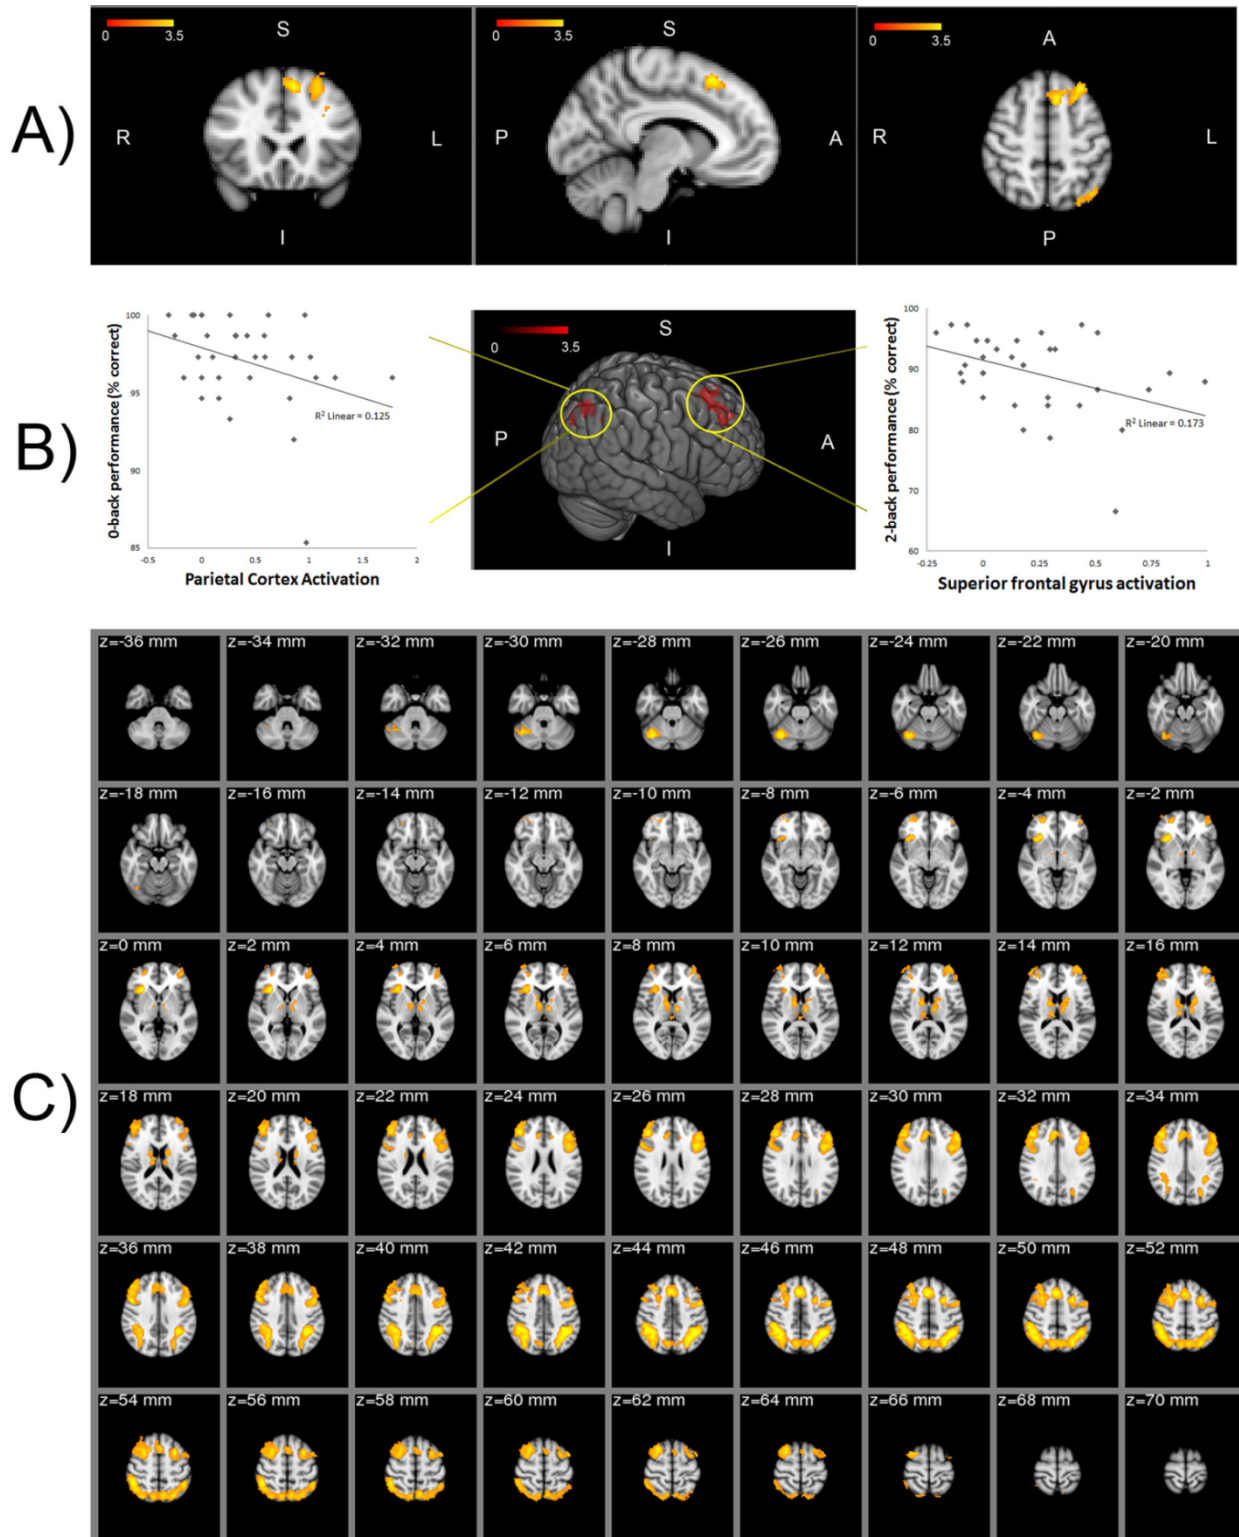 A)
0 3.5 S R L I
0 3.5 S P A I
0 3.5 A R L P
B)
0-back performance (% correct)
100
95
90
85
-0.5 0 0.5 1 1.5 2
R² Linear = 0.125
Parietal Cortex Activation
0 3.5 S P A I
2-back performance (% correct)
100
90
80
70
60
-0.25 0 0.25 0.5 0.75 1
R² Linear = 0.173
Superior frontal gyrus activation
C)
z=-36 mm z=-34 mm z=-32 mm z=-30 mm z=-28 mm z=-26 mm z=-24 mm z=-22 mm z=-20 mm
z=-18 mm z=-16 mm z=-14 mm z=-12 mm z=-10 mm z=-8 mm z=-6 mm z=-4 mm z=-2 mm
z=0 mm z=2 mm z=4 mm z=6 mm z=8 mm z=10 mm z=12 mm z=14 mm z=16 mm
z=18 mm z=20 mm z=22 mm z=24 mm z=26 mm z=28 mm z=30 mm z=32 mm z=34 mm
z=36 mm z=38 mm z=40 mm z=42 mm z=44 mm z=46 mm z=48 mm z=50 mm z=52 mm
z=54 mm z=56 mm z=58 mm z=60 mm z=62 mm z=64 mm z=66 mm z=68 mm z=70 mm